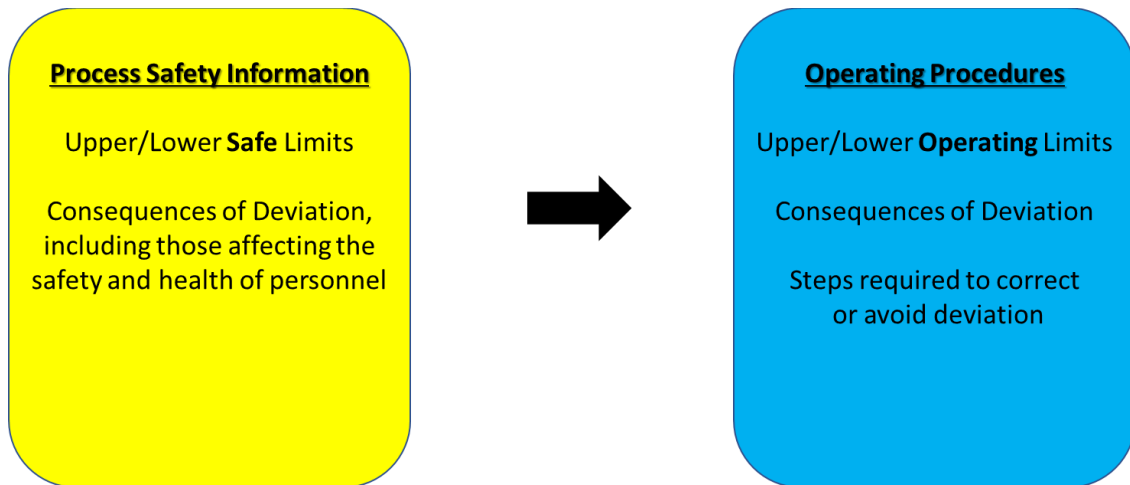 Process Safety Information
Upper/Lower Safe Limits
Consequences of Deviation,
including those affecting the
safety and health of personnel
Operating Procedures
Upper/Lower Operating Limits
Consequences of Deviation
Steps required to correct
or avoid deviation